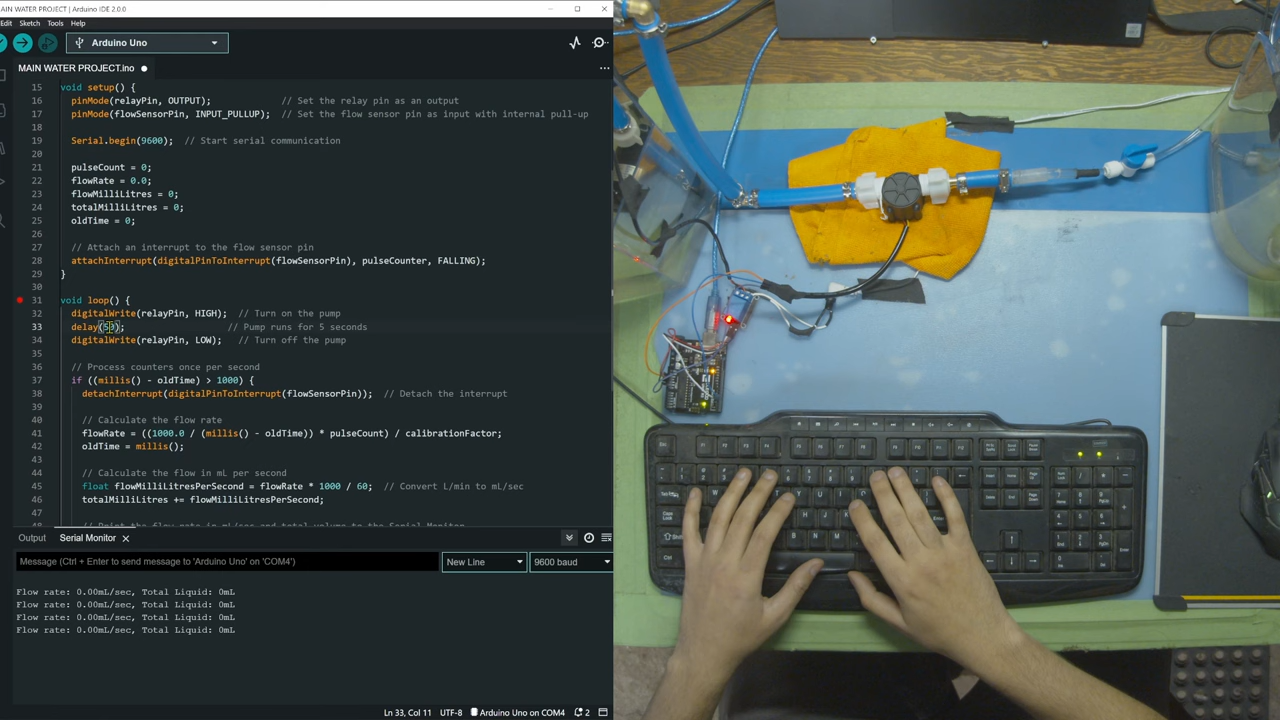 AIN WATER PROJECT | Arduino IDE 2.0.0
Edit Sketch Tools Help
Arduino Uno
MAIN WATER PROJECT.ino
15 void setup() {
16 pinMode(relayPin, OUTPUT); // Set the relay pin as an output
17 pinMode(flowSensorPin, INPUT_PULLUP); // Set the flow sensor pin as input with internal pull-up
18
19 Serial.begin(9600); // Start serial communication
20
21 pulseCount = 0;
22 flowRate = 0.0;
23 flowMilliLitres = 0;
24 totalMilliLitres = 0;
25 oldTime = 0;
26
27 // Attach an interrupt to the flow sensor pin
28 attachInterrupt(digitalPinToInterrupt(flowSensorPin), pulseCounter, FALLING);
29 }
30
31 void loop() {
32 digitalWrite(relayPin, HIGH); // Turn on the pump
33 delay(50); // Pump runs for 5 seconds
34 digitalWrite(relayPin, LOW); // Turn off the pump
35
36 // Process counters once per second
37 if ((millis() - oldTime) > 1000) {
38 detachInterrupt(digitalPinToInterrupt(flowSensorPin)); // Detach the interrupt
39
40 // Calculate the flow rate
41 flowRate = ((1000.0 / (millis() - oldTime)) * pulseCount) / calibrationFactor;
42 oldTime = millis();
43
44 // Calculate the flow in mL per second
45 float flowMilliLitresPerSecond = flowRate * 1000 / 60; // Convert L/min to mL/sec
46 totalMilliLitres += flowMilliLitresPerSecond;
47
Output Serial Monitor
Message (Ctrl + Enter to send message to 'Arduino Uno' on 'COM4')
New Line
9600 baud
Flow rate: 0.00mL/sec, Total Liquid: 0mL
Flow rate: 0.00mL/sec, Total Liquid: 0mL
Flow rate: 0.00mL/sec, Total Liquid: 0mL
Flow rate: 0.00mL/sec, Total Liquid: 0mL
Ln 33, Col 11 UTF-8 Arduino Uno on COM4 2